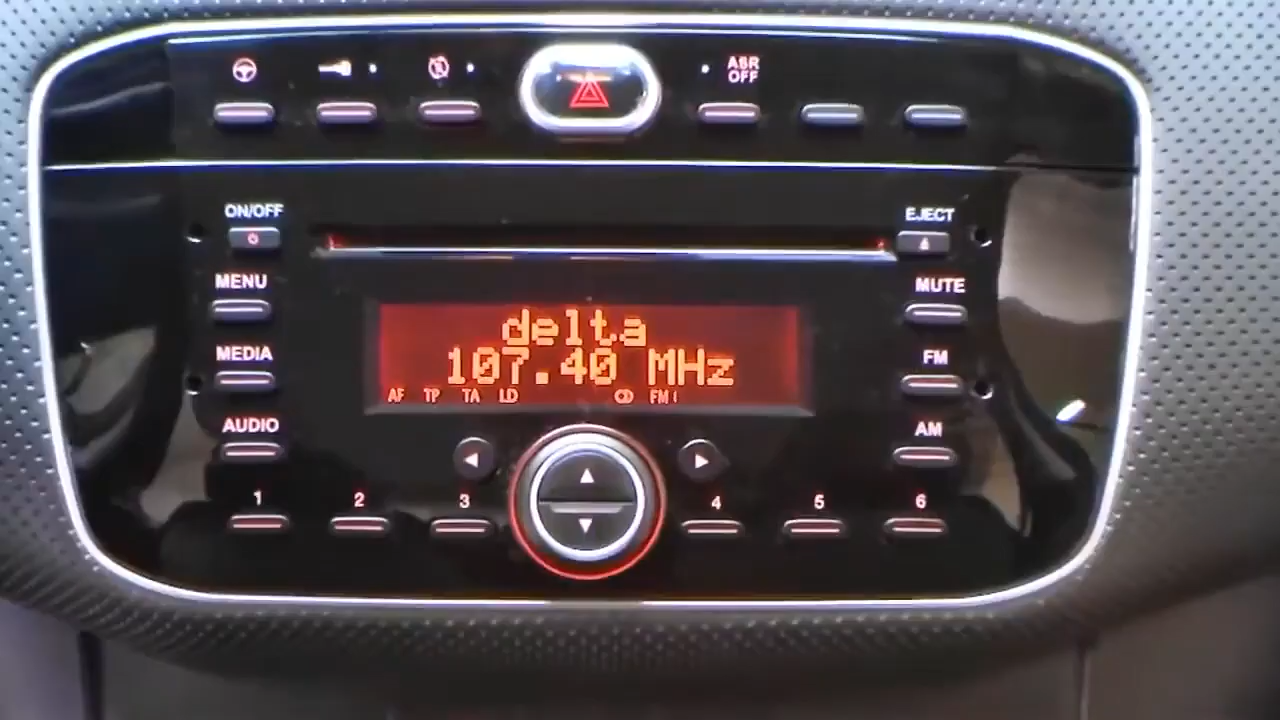 ASR
OFF
ON/OFF
EJECT
MENU
MUTE
MEDIA
FM
AUDIO
AM
delta
107.40 MHz
AF TP TA LD CD FM I
1 2 3 4 5 6